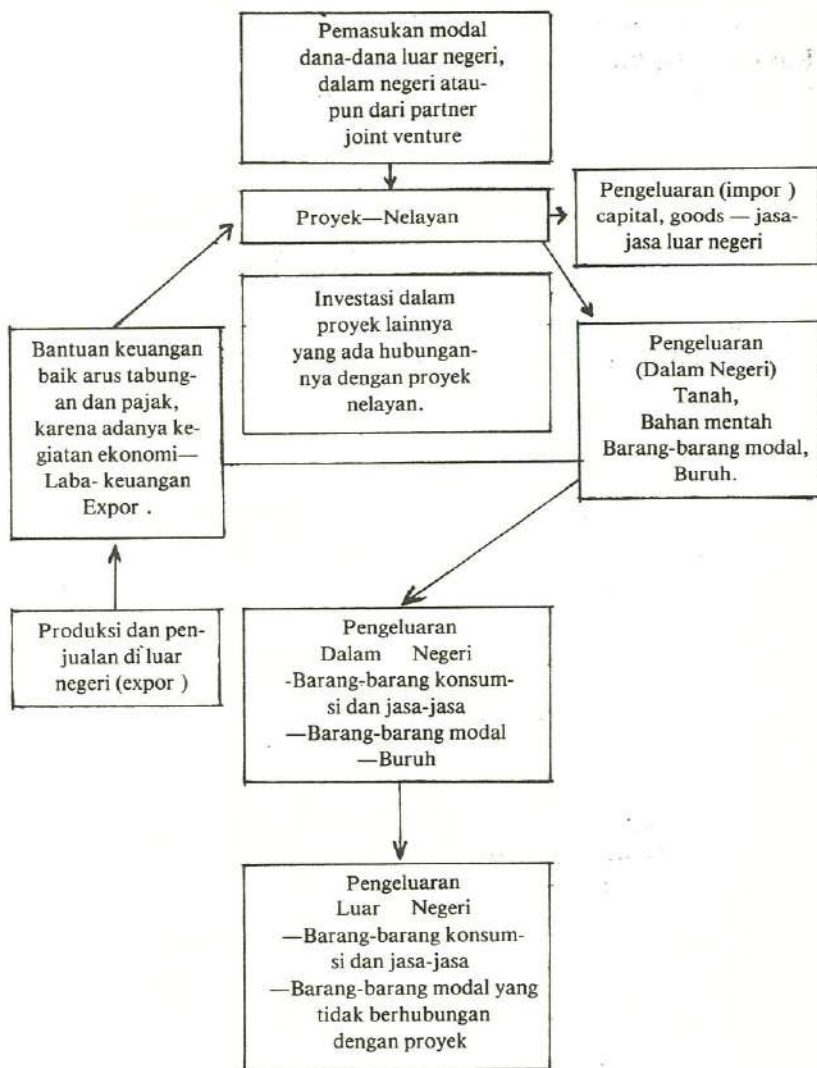 Pemasukan modal
dana-dana luar negeri,
dalam negeri atau-
pun dari partner
joint venture
Proyek—Nelayan
Pengeluaran (impor )
capital, goods — jasa-
jasa luar negeri
Investasi dalam
proyek lainnya
yang ada hubungan-
nya dengan proyek
nelayan.
Bantuan keuangan
baik arus tabung-
an dan pajak,
karena adanya ke-
giatan ekonomi—
Laba- keuangan
Expor .
Pengeluaran
(Dalam Negeri)
Tanah,
Bahan mentah
Barang-barang modal,
Buruh.
Produksi dan pen-
jualan di luar
negeri (expor )
Pengeluaran
Dalam Negeri
-Barang-barang konsum-
si dan jasa-jasa
—Barang-barang modal
—Buruh
Pengeluaran
Luar Negeri
—Barang-barang konsum-
si dan jasa-jasa
—Barang-barang modal yang
tidak berhubungan
dengan proyek